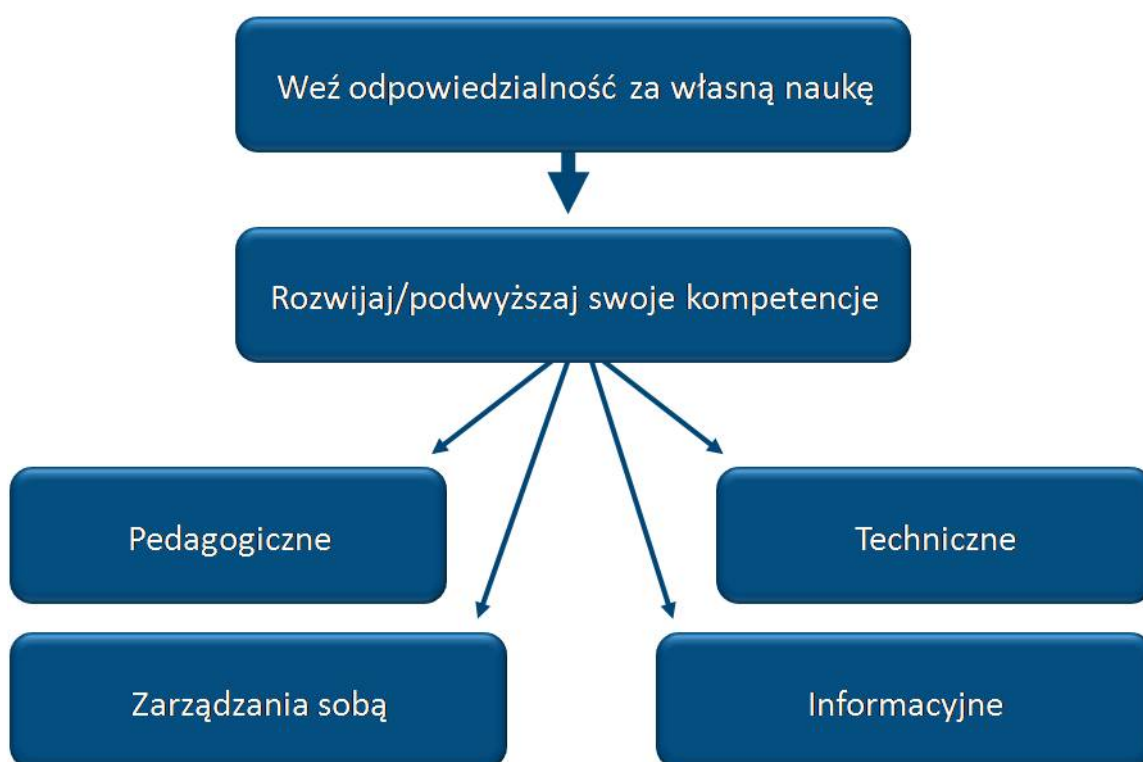 Weź odpowiedzialność za własną naukę
Rozwijaj/podwyższaj swoje kompetencje
Pedagogiczne
Techniczne
Zarządzania sobą
Informacyjne